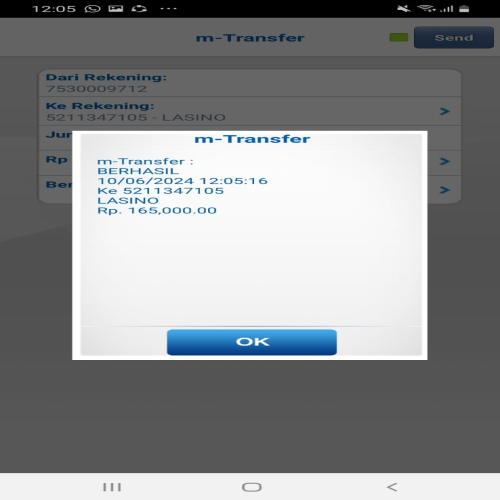 12:05
m-Transfer
Send
Dari Rekening:
7530009712
Ke Rekening:
5211347105 - LASINO
Jur
m-Transfer
Rp
m-Transfer :
BERHASIL
10/06/2024 12:05:16
Ke 5211347105
LASINO
Rp. 165,000.00
Ber
OK